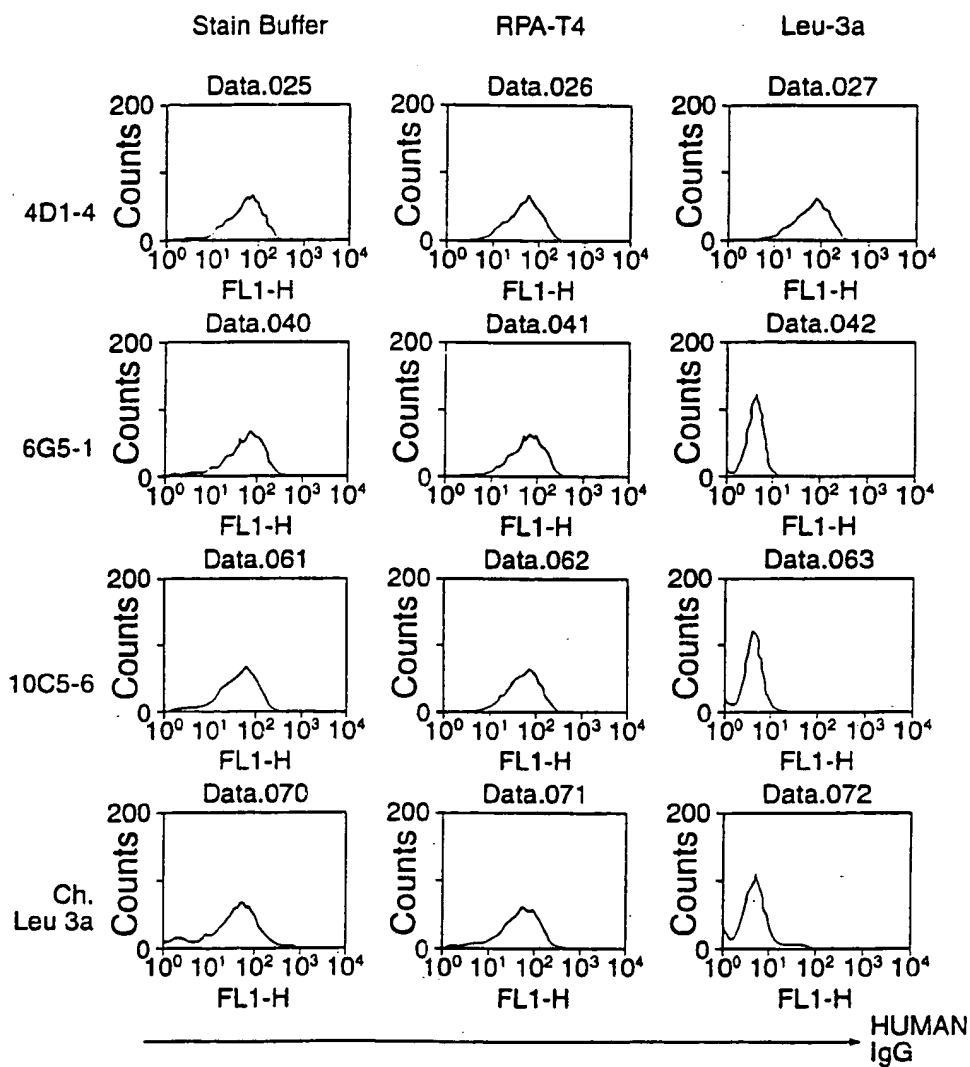 Stain Buffer RPA-T4 Leu-3a
Data.025 Data.026 Data.027
4D1-4
200 200 200
Counts Counts Counts
0 0 0
10⁰ 10¹ 10² 10³ 10⁴ 10⁰ 10¹ 10² 10³ 10⁴ 10⁰ 10¹ 10² 10³ 10⁴
FL1-H FL1-H FL1-H
Data.040 Data.041 Data.042
6G5-1
200 200 200
Counts Counts Counts
0 0 0
10⁰ 10¹ 10² 10³ 10⁴ 10⁰ 10¹ 10² 10³ 10⁴ 10⁰ 10¹ 10² 10³ 10⁴
FL1-H FL1-H FL1-H
Data.061 Data.062 Data.063
10C5-6
200 200 200
Counts Counts Counts
0 0 0
10⁰ 10¹ 10² 10³ 10⁴ 10⁰ 10¹ 10² 10³ 10⁴ 10⁰ 10¹ 10² 10³ 10⁴
FL1-H FL1-H FL1-H
Data.070 Data.071 Data.072
Ch.
Leu 3a
200 200 200
Counts Counts Counts
0 0 0
10⁰ 10¹ 10² 10³ 10⁴ 10⁰ 10¹ 10² 10³ 10⁴ 10⁰ 10¹ 10² 10³ 10⁴
FL1-H FL1-H FL1-H
HUMAN
IgG